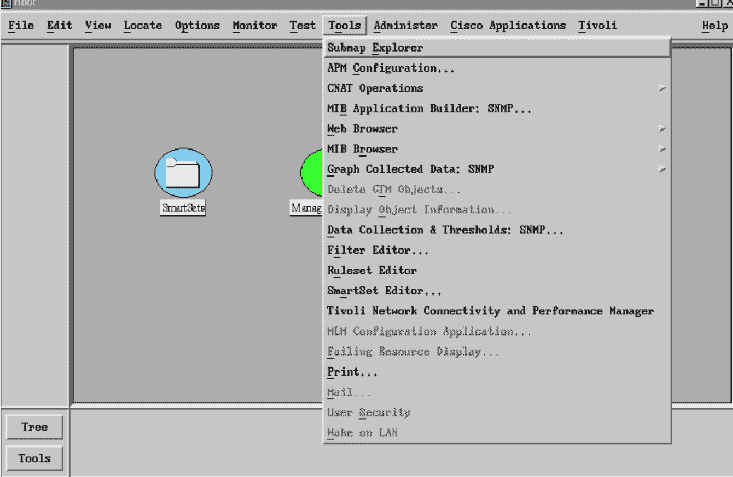 Root
File Edit View Locate Options Monitor Test Tools Administer Cisco Applications Tivoli Help
Submap Explorer
APM Configuration...
CNAT Operations
MIB Application Builder: SNMP...
Web Browser
MIB Browser
Graph Collected Data: SNMP
Delete GTM Objects...
Display Object Information...
Data Collection & Thresholds: SNMP...
Filter Editor...
Ruleset Editor
SmartSet Editor...
Tivoli Network Connectivity and Performance Manager
MLM Configuration Application...
Failing Resource Display...
Print...
Mail...
User Security
Wake on LAN
SmartSets
Manag
Tree
Tools